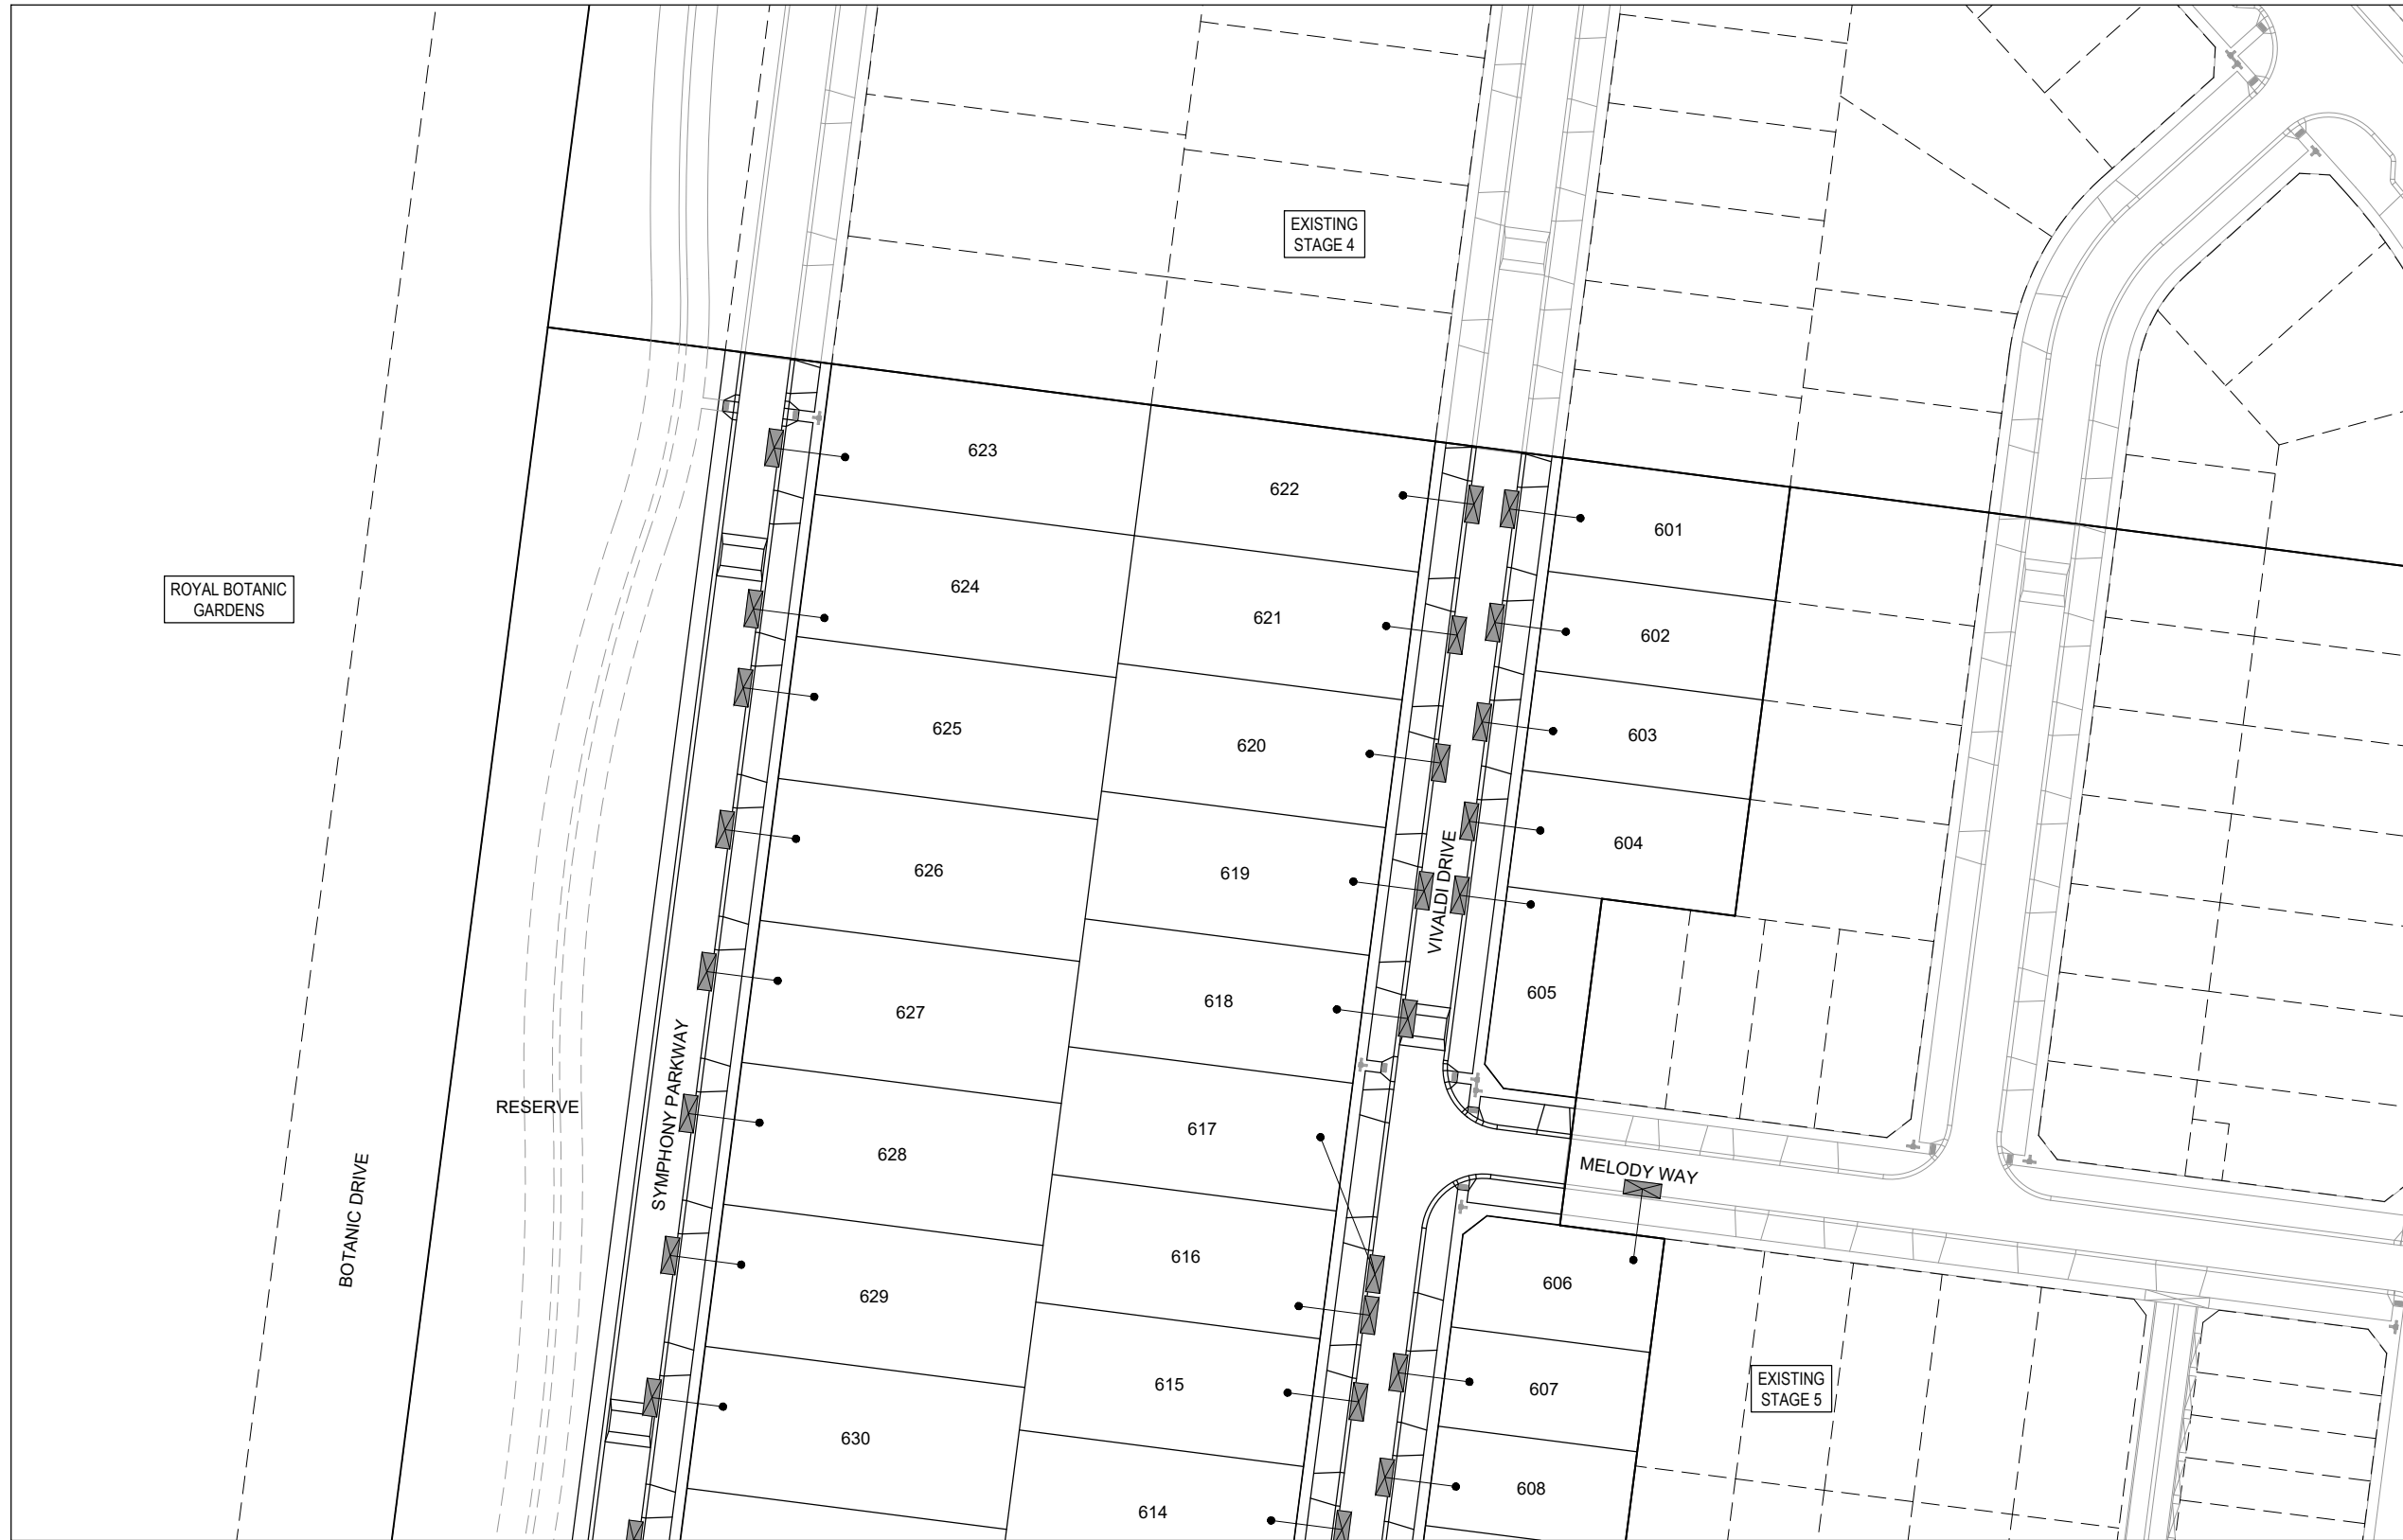 EXISTING
STAGE 4
623
622
601
ROYAL BOTANIC
GARDENS
624
621
602
625
620
603
626
619
604
VIVALDI DRIVE
627
618
605
SYMPHONY PARKWAY
RESERVE
628
617
MELODY WAY
BOTANIC DRIVE
629
616
606
630
615
607
EXISTING
STAGE 5
614
608